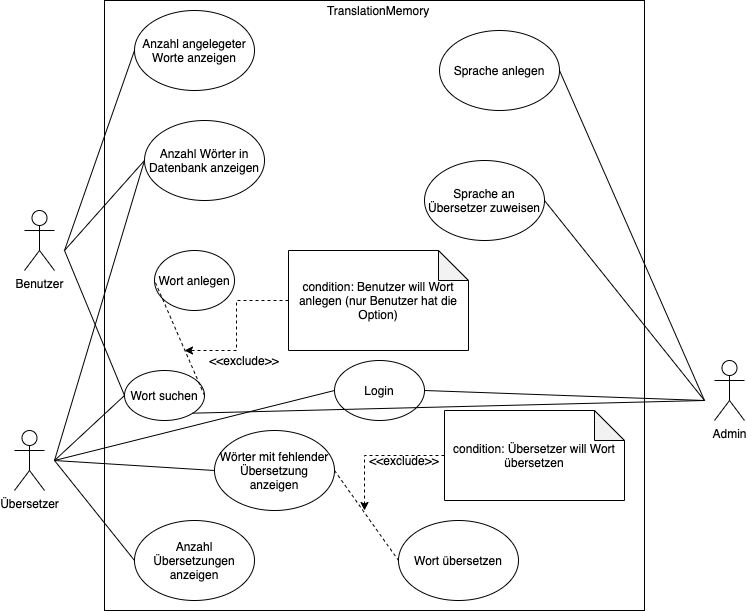 TranslationMemory
Anzahl angelegeter
Worte anzeigen
Sprache anlegen
Anzahl Wörter in
Datenbank anzeigen
Sprache an
Übersetzer zuweisen
Benutzer
Wort anlegen
condition: Benutzer will Wort
anlegen (nur Benutzer hat die
Option)
<<exclude>>
Wort suchen
Login
Admin
Wörter mit fehlender
Übersetzung
anzeigen
<<exclude>>
condition: Übersetzer will Wort
übersetzen
Übersetzer
Anzahl
Übersetzungen
anzeigen
Wort übersetzen